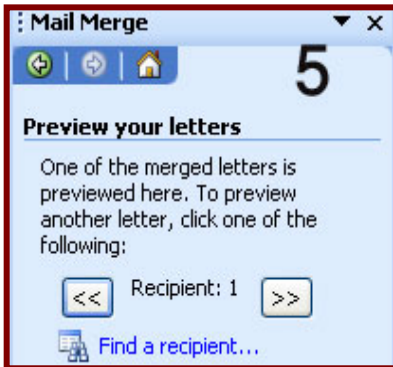 Mail Merge
5
Preview your letters
One of the merged letters is
previewed here. To preview
another letter, click one of the
following:
<< Recipient: 1 >>
Find a recipient...